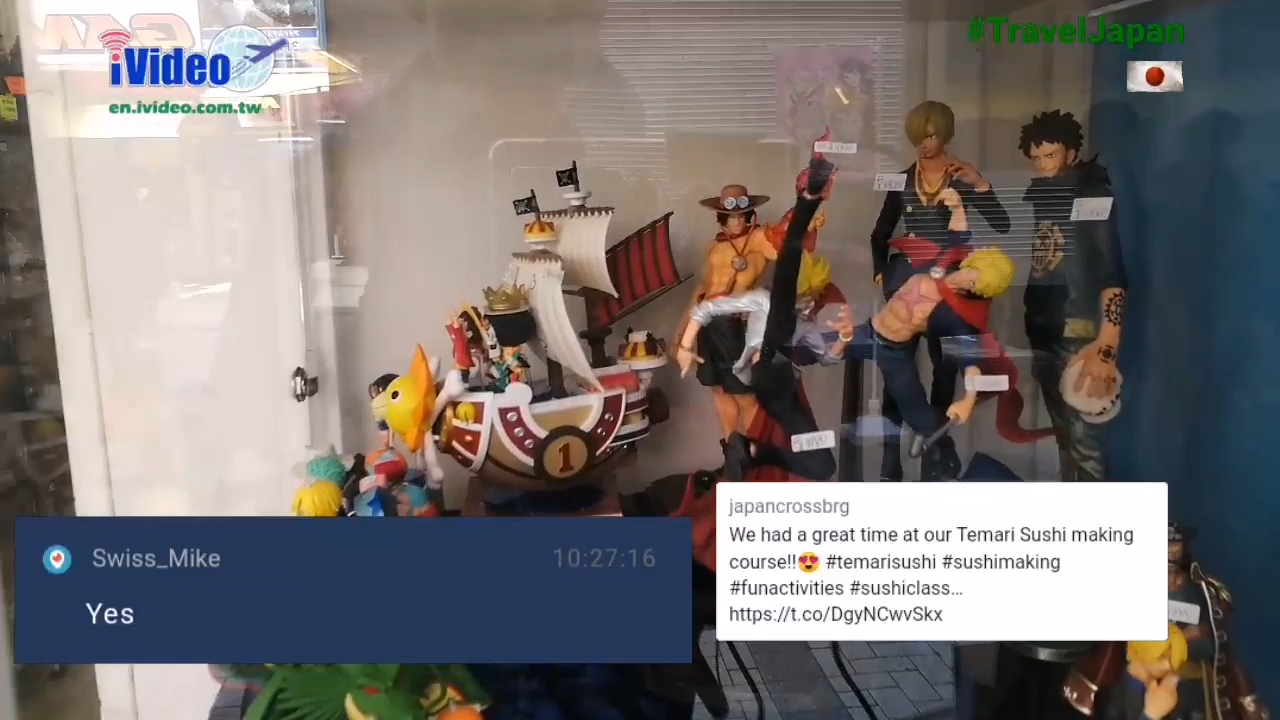 iVideo
en.ivideo.com.tw
#TravelJapan
1
Swiss_Mike 10:27:16
Yes
japancrossbrg
We had a great time at our Temari Sushi making
course!!😍 #temarisushi #sushimaking
#funactivities #sushiclass…
https://t.co/DgyNCwvSkx